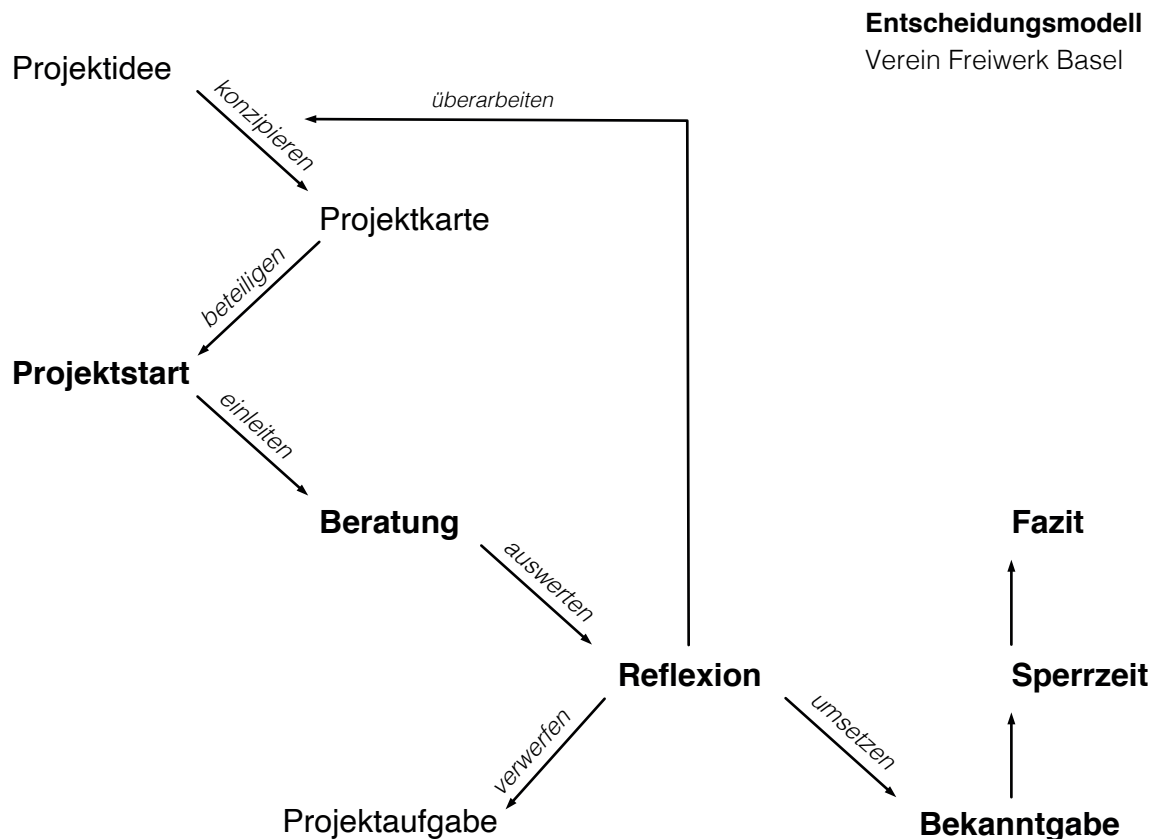 Entscheidungsmodell
Verein Freiwerk Basel
Projektidee
konzipieren
überarbeiten
Projektkarte
beteiligen
Projektstart
einleiten
Beratung
Fazit
auswerten
Reflexion
Sperrzeit
verwerfen
umsetzen
Projektaufgabe
Bekanntgabe